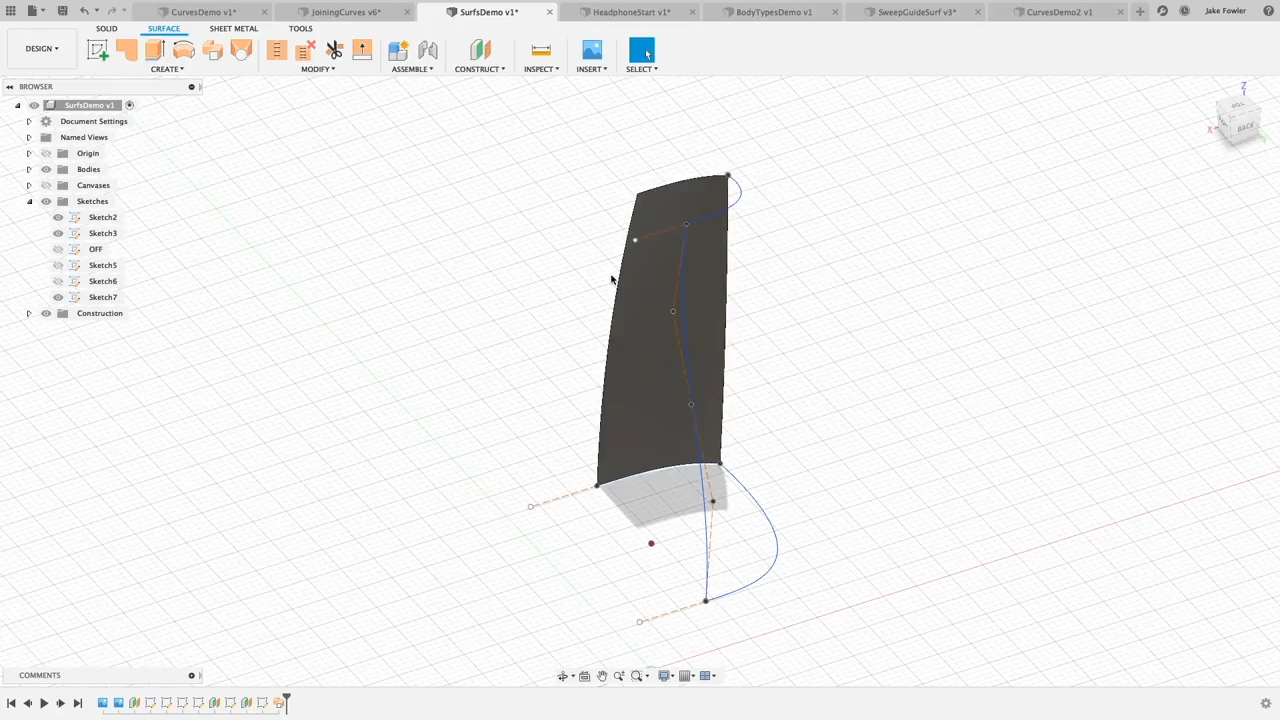 CurvesDemo v1*
JoiningCurves v6*
SurfsDemo v1*
HeadphoneStart v1*
BodyTypesDemo v1
SweepGuideSurf v3*
CurvesDemo2 v1
Jake Fowler
SOLID
SURFACE
SHEET METAL
TOOLS
DESIGN
CREATE
MODIFY
ASSEMBLE
CONSTRUCT
INSPECT
INSERT
SELECT
BROWSER
SurfsDemo v1
Document Settings
Named Views
Origin
Bodies
Canvases
Sketches
Sketch2
Sketch3
OFF
Sketch5
Sketch6
Sketch7
Construction
Z
TOP
X
BACK
COMMENTS